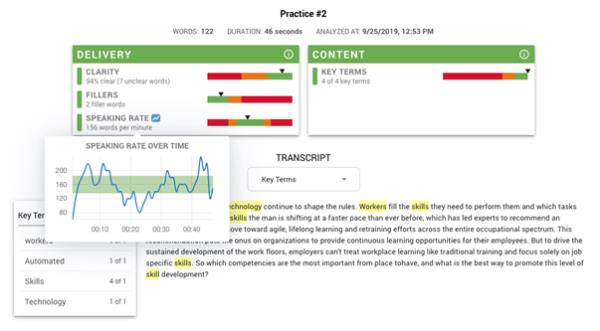 Practice #2
WORDS: 122 DURATION: 46 seconds ANALYZED AT: 9/25/2019, 12:53 PM
DELIVERY
CLARITY
94% clear (7 unclear words)
FILLERS
2 filler words
SPEAKING RATE
156 words per minute
CONTENT
KEY TERMS
4 of 4 key terms
SPEAKING RATE OVER TIME
200
160
120
80
00:10 00:20 00:30 00:40
TRANSCRIPT
Key Terms
Key Ter
workers
Automated 1 of 1
Skills 4 of 1
Technology 1 of 1
chnology continue to shape the rules. Workers fill the skills they need to perform them and which tasks
skills the man is shifting at a faster pace than ever before, which has led experts to recommend an
ove toward agile, lifelong learning and retraining efforts across the entire occupational spectrum. This
onus on organizations to provide continuous learning opportunities for their employees. But to drive the
sustained development of the work floors, employers can't treat workplace learning like traditional training and focus solely on job
specific skills. So which competencies are the most important from place tohave, and what is the best way to promote this level of
skill development?